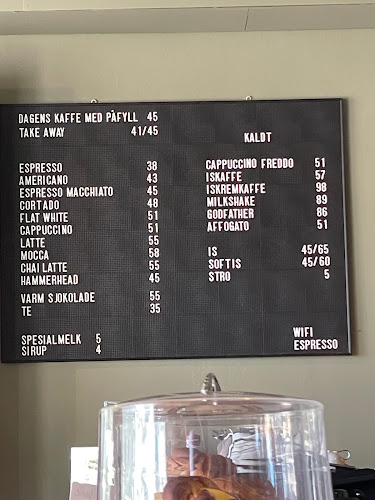 DAGENS KAFFE MED PÅFYLL 45
TAKE AWAY 41/45
ESPRESSO 38
AMERICANO 43
ESPRESSO MACCHIATO 45
CORTADO 48
FLAT WHITE 51
CAPPUCCINO 51
LATTE 55
MOCCA 58
CHAI LATTE 55
HAMMERHEAD 45
VARM SJOKOLADE 55
TE 35
SPESIALMELK 5
SIRUP 4
KALDT
CAPPUCCINO FREDDO 51
ISKAFFE 57
ISKREMKAFFE 98
MILKSHAKE 89
GODFATHER 86
AFFOGATO 51
IS 45/65
SOFTIS 45/60
STRO 5
WIFI
ESPRESSO